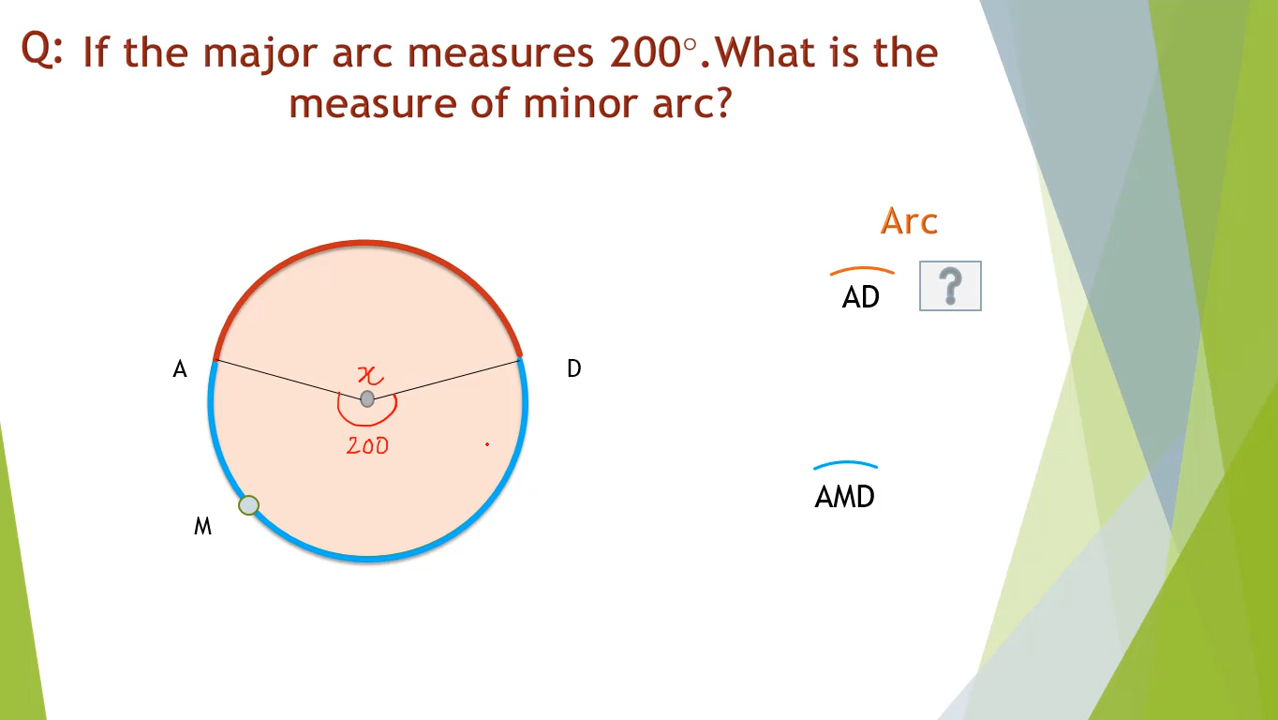 Q: If the major arc measures 200°.What is the
measure of minor arc?
Arc
AD ?
A
x
D
200
M
AMD